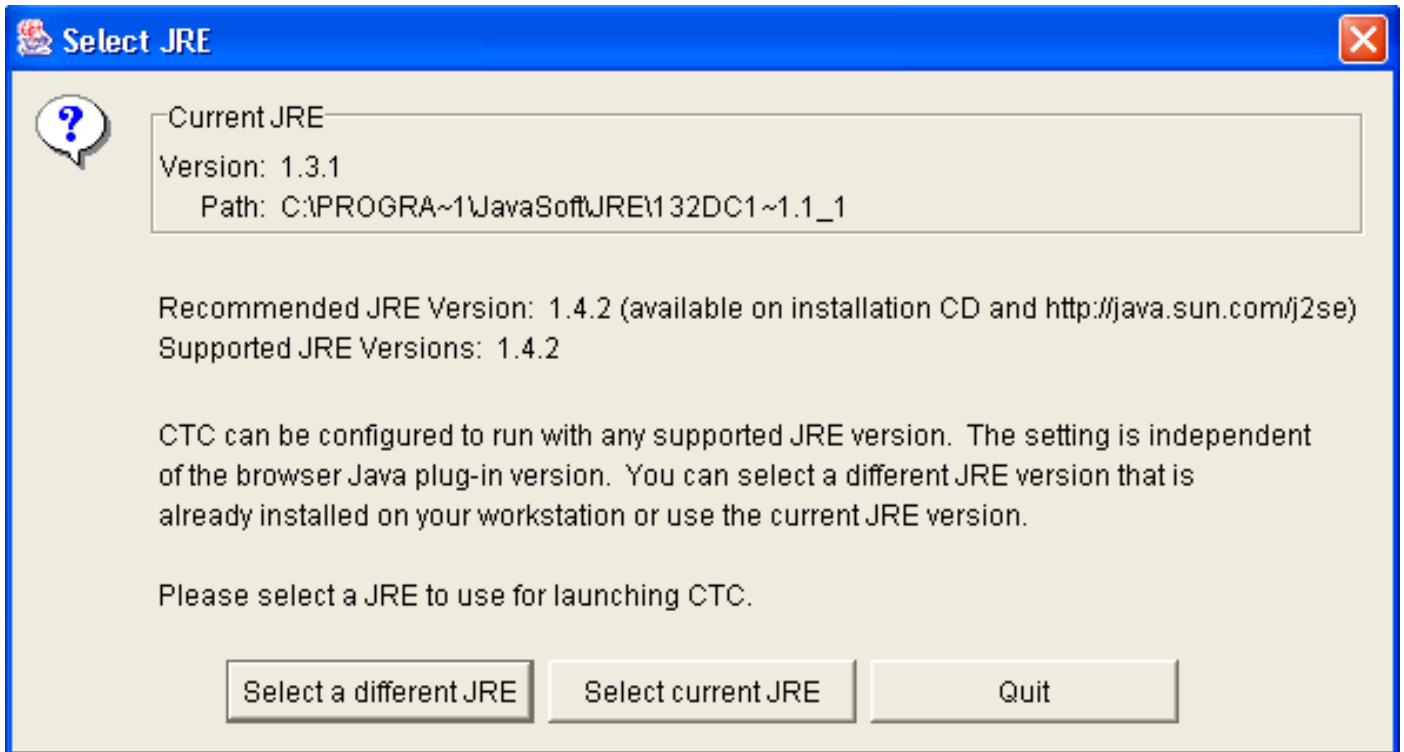 Select JRE
Current JRE
Version: 1.3.1
Path: C:\PROGRA~1\JavaSoft\JRE\132DC1~1.1_1
Recommended JRE Version: 1.4.2 (available on installation CD and http://java.sun.com/j2se)
Supported JRE Versions: 1.4.2
CTC can be configured to run with any supported JRE version. The setting is independent
of the browser Java plug-in version. You can select a different JRE version that is
already installed on your workstation or use the current JRE version.
Please select a JRE to use for launching CTC.
Select a different JRE Select current JRE Quit